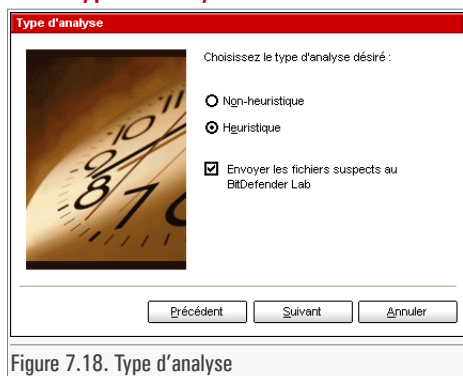 Type d'analyse
Choisissez le type d'analyse désiré :
Non-heuristique
Heuristique
Envoyer les fichiers suspects au
BitDefender Lab
Précédent
Suivant
Annuler
Figure 7.18. Type d'analyse